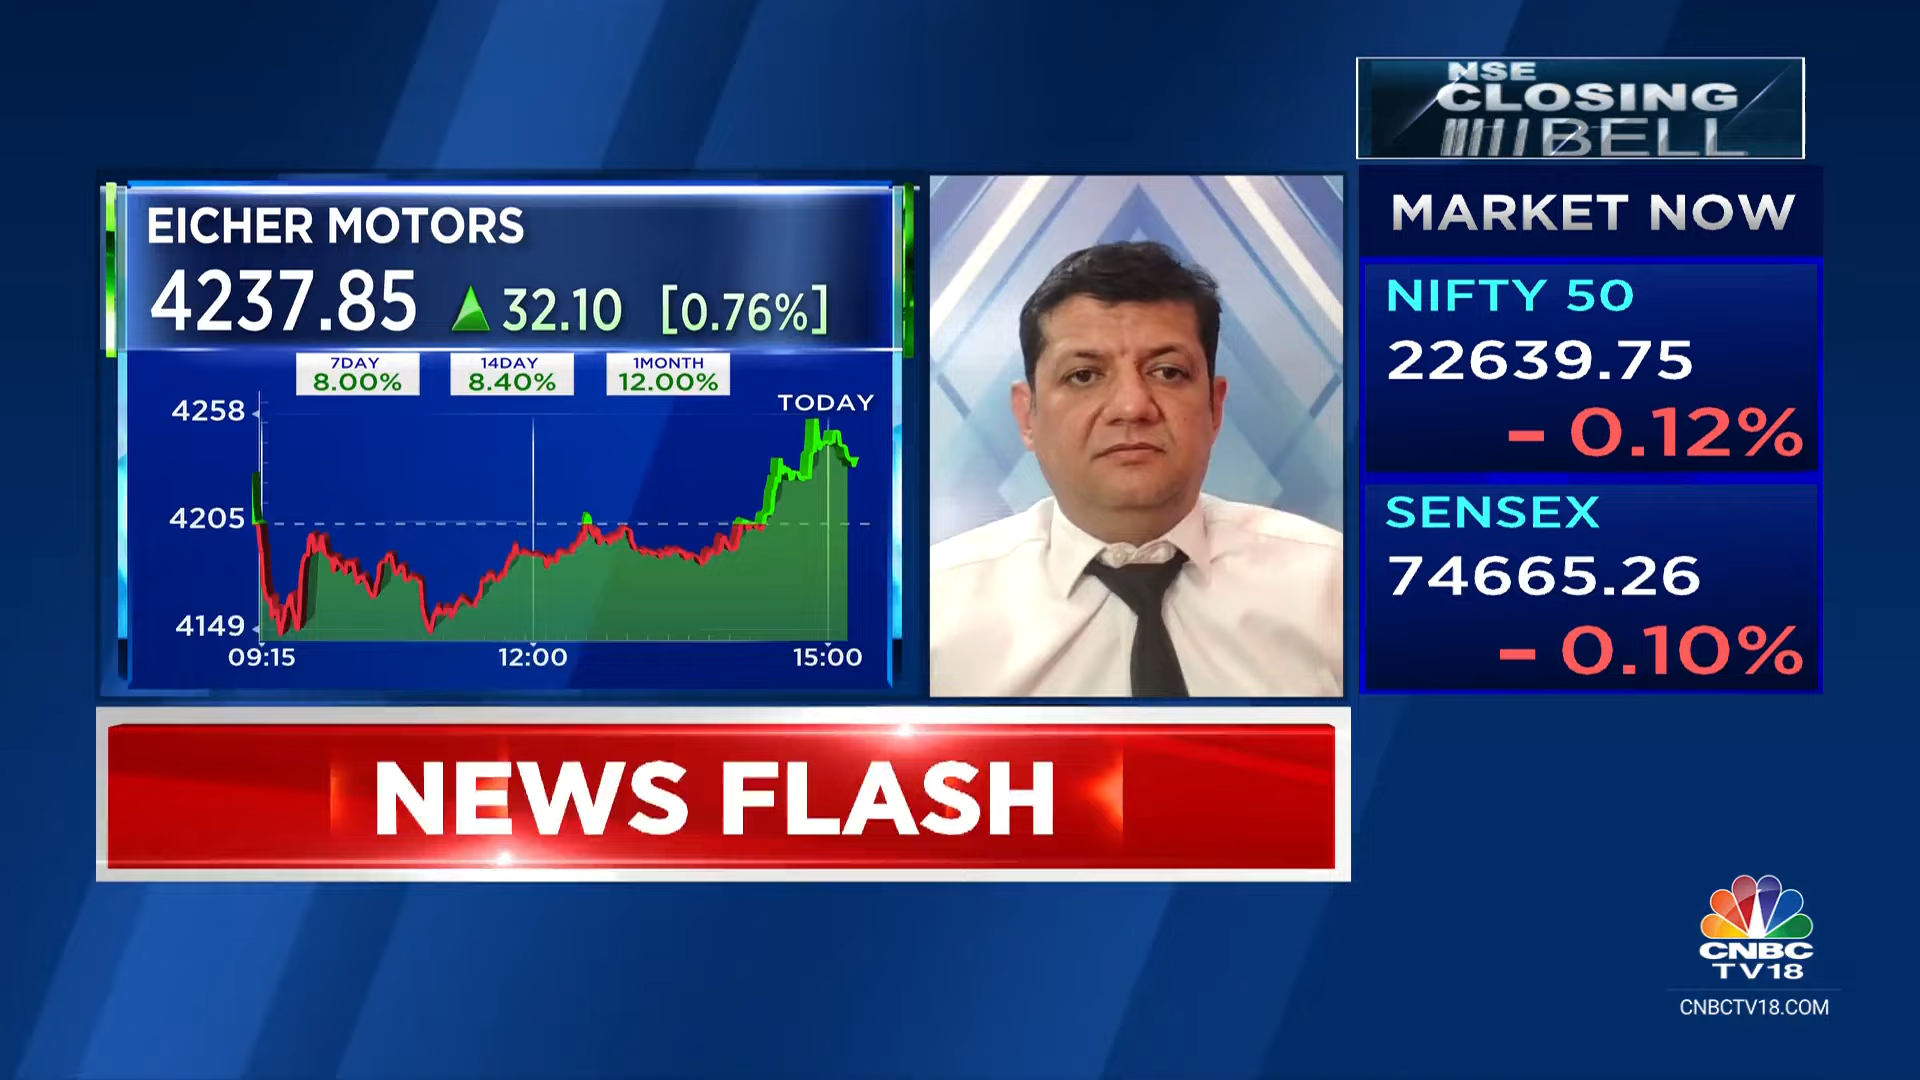 NSE
CLOSING
BELL
EICHER MOTORS
4237.85 ▲ 32.10 [0.76%]
7DAY
8.00%
14DAY
8.40%
1MONTH
12.00%
TODAY
4258
4205
4149
09:15
12:00
15:00
MARKET NOW
NIFTY 50
22639.75
– 0.12%
SENSEX
74665.26
– 0.10%
NEWS FLASH
CNBC
TV18
CNBCTV18.COM